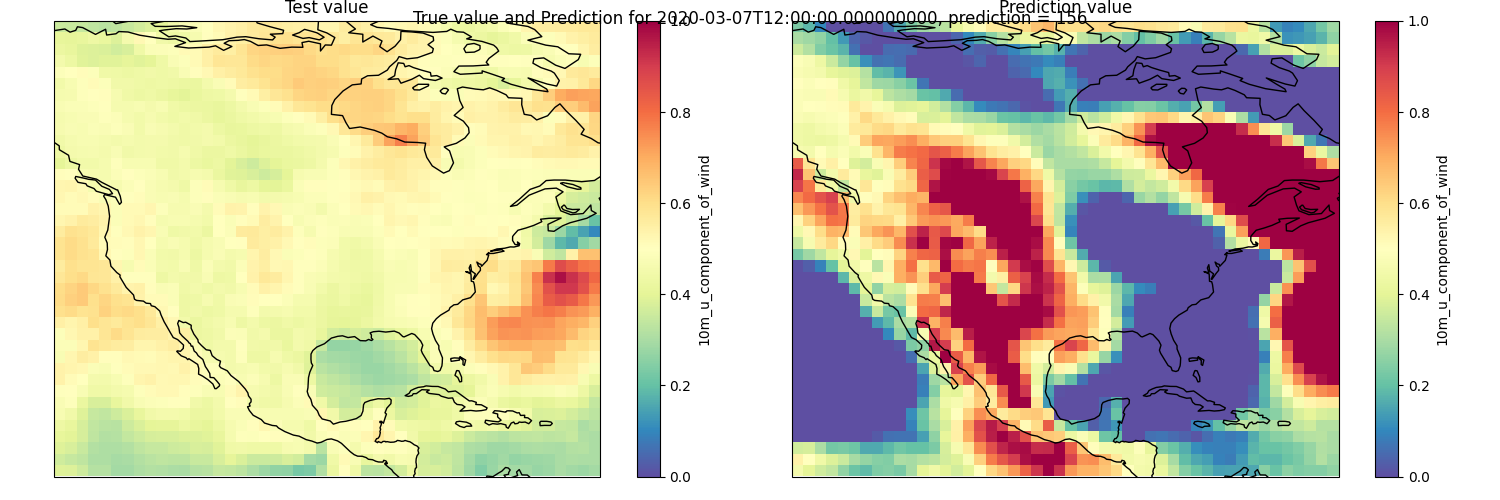 Test value
True value and Prediction for 2020-03-07T12:00:00.000000000, prediction = 156
Prediction value
1.0
0.8
0.6
0.4
0.2
0.0
10m_u_component_of_wind
1.0
0.8
0.6
0.4
0.2
0.0
10m_u_component_of_wind